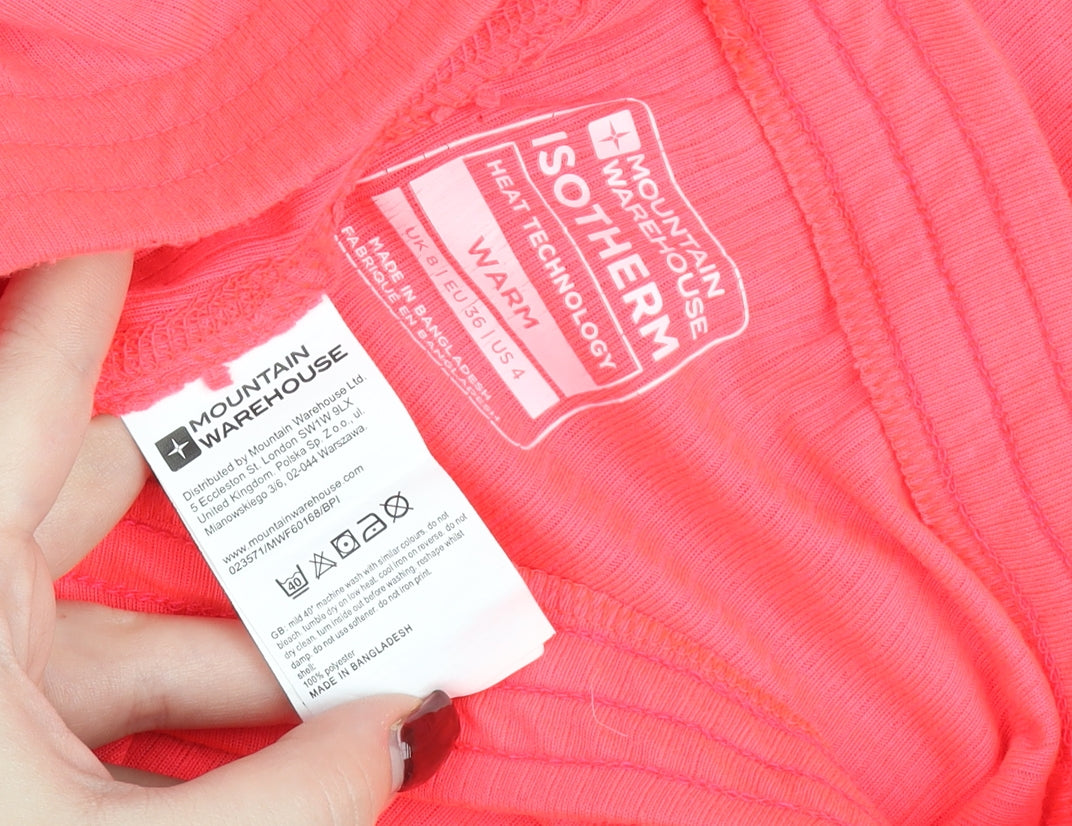 MOUNTAIN
WAREHOUSE
ISOTHERM
HEAT TECHNOLOGY
WARM
UK 8 | EU 36 | US 4
MADE IN BANGLADESH
FABRIQUÉ EN BANGLADESH
MOUNTAIN
WAREHOUSE
Distributed by Mountain Warehouse Ltd.
5 Eccleston St. London SW1W 9LX
United Kingdom. Polska Sp. Z o.o., ul.
Mianowskiego 3/6, 02-044 Warszawa.
www.mountainwarehouse.com
023571/MWF60168/BPI
40
GB: mild 40° machine wash with similar colours. do not
bleach. tumble dry on low heat. cool iron on reverse. do not
dry clean. turn inside out before washing. reshape whilst
damp. do not use softener. do not iron print.
shell:
100% polyester
MADE IN BANGLADESH